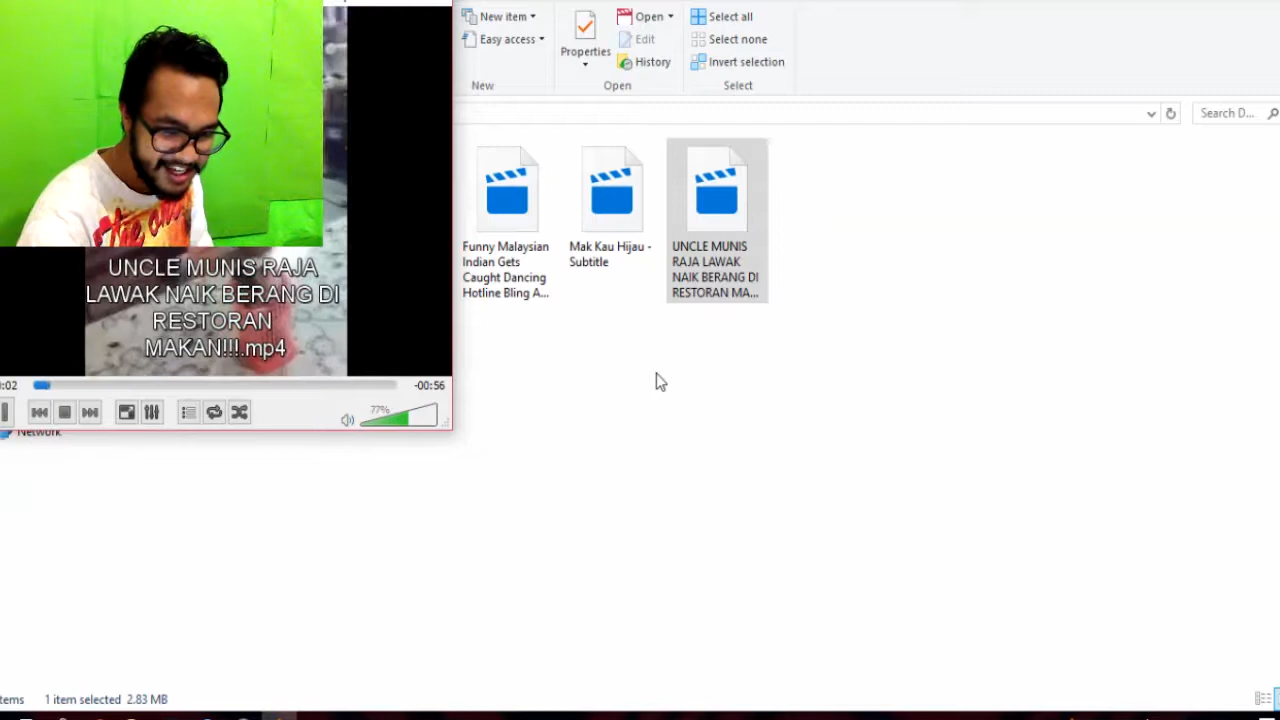 New item
Easy access
New
Properties
Open
Edit
History
Open
Select all
Select none
Invert selection
Select
Search D...
Funny Malaysian
Indian Gets
Caught Dancing
Hotline Bling A...
Mak Kau Hijau -
Subtitle
UNCLE MUNIS
RAJA LAWAK
NAIK BERANG DI
RESTORAN MA...
UNCLE MUNIS RAJA
LAWAK NAIK BERANG DI
RESTORAN
MAKAN!!!.mp4
:02
-00:56
77%
Network
1 item selected 2.83 MB